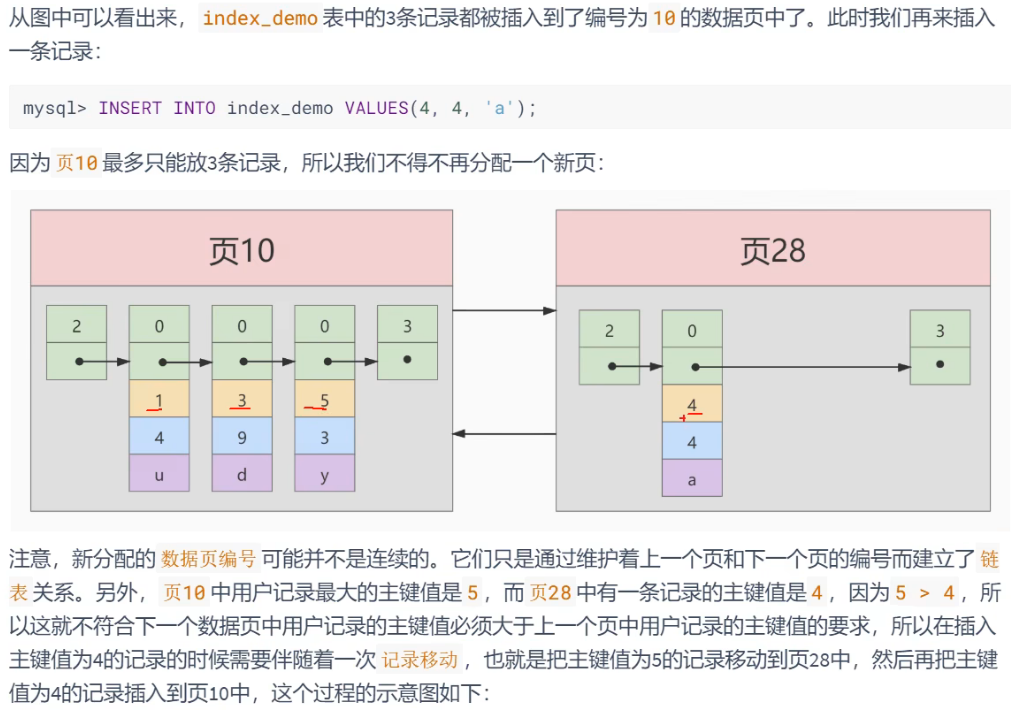 从图中可以看出来，index_demo表中的3条记录都被插入到了编号为10的数据页中了。此时我们再来插入
一条记录：
mysql> INSERT INTO index_demo VALUES(4, 4, 'a');
因为页10最多只能放3条记录，所以我们不得不再分配一个新页：
页10
页28
2 0 0 0 3
2 0 3
1 3 5
4
4 9 3
4
u d y
a
注意，新分配的数据页编号可能并不是连续的。它们只是通过维护着上一个页和下一个页的编号而建立了链
表关系。另外，页10中用户记录最大的主键值是5，而页28中有一条记录的主键值是4，因为5 > 4，所
以这就不符合下一个数据页中用户记录的主键值必须大于上一个页中用户记录的主键值的要求，所以在插入
主键值为4的记录的时候需要伴随着一次记录移动，也就是把主键值为5的记录移动到页28中，然后再把主键
值为4的记录插入到页10中，这个过程的示意图如下：